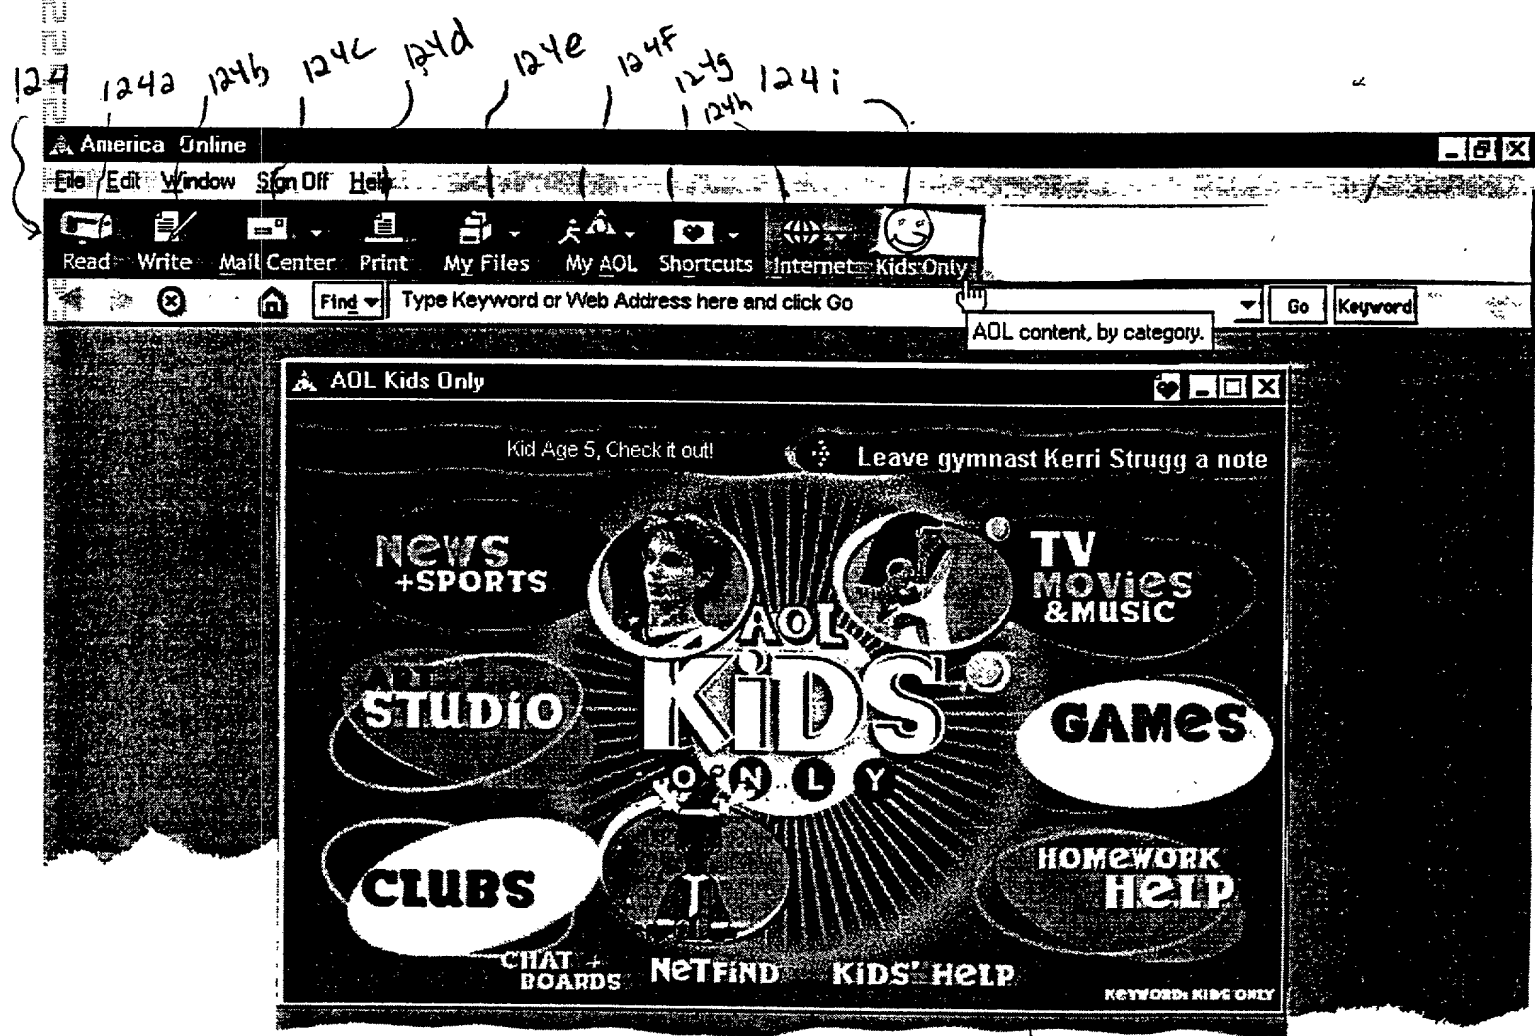 124 124a 124b 124c 124d 124e 124f 124g 124h 124i
America Online
File Edit Window Sign Off Help
Read Write Mail Center Print My Files My AOL Shortcuts Internet Kids Only
Find Type Keyword or Web Address here and click Go Go Keyword
AOL content, by category.
AOL Kids Only
Kid Age 5, Check it out! Leave gymnast Kerri Strugg a note
NEWS
+SPORTS
TV
MOViES
&MUSiC
AOL
KiDS
ONLY
ART
STUDiO
GAMES
CLUBS
HOMEWORK
HELP
CHAT +
BOARDS
NETFiND
KiDS' HELP
KEYWORD: KIDS ONLY